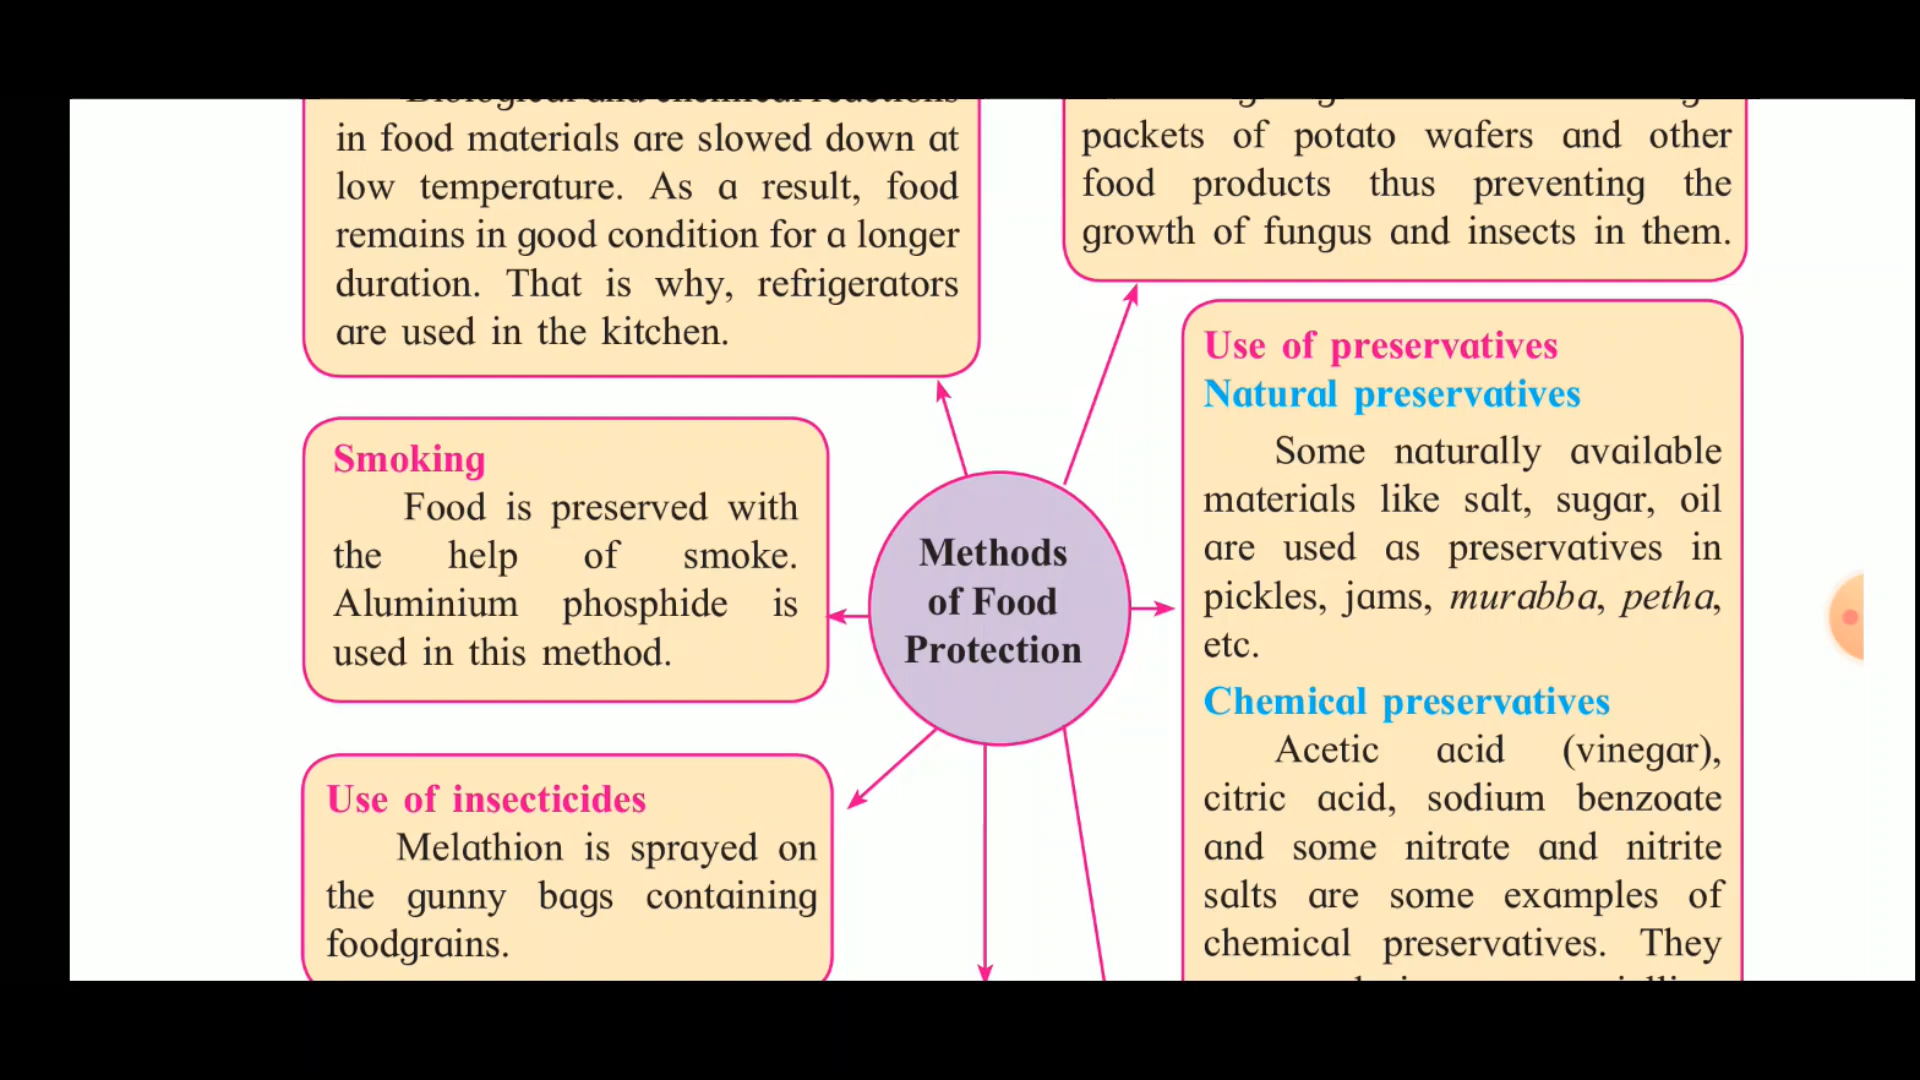 Biological and chemical reactions
in food materials are slowed down at
low temperature. As a result, food
remains in good condition for a longer
duration. That is why, refrigerators
are used in the kitchen.
packets of potato wafers and other
food products thus preventing the
growth of fungus and insects in them.
Smoking
Food is preserved with
the help of smoke.
Aluminium phosphide is
used in this method.
Methods
of Food
Protection
Use of preservatives
Natural preservatives
Some naturally available
materials like salt, sugar, oil
are used as preservatives in
pickles, jams, murabba, petha,
etc.
Chemical preservatives
Acetic acid (vinegar),
citric acid, sodium benzoate
and some nitrate and nitrite
salts are some examples of
chemical preservatives. They
Use of insecticides
Melathion is sprayed on
the gunny bags containing
foodgrains.